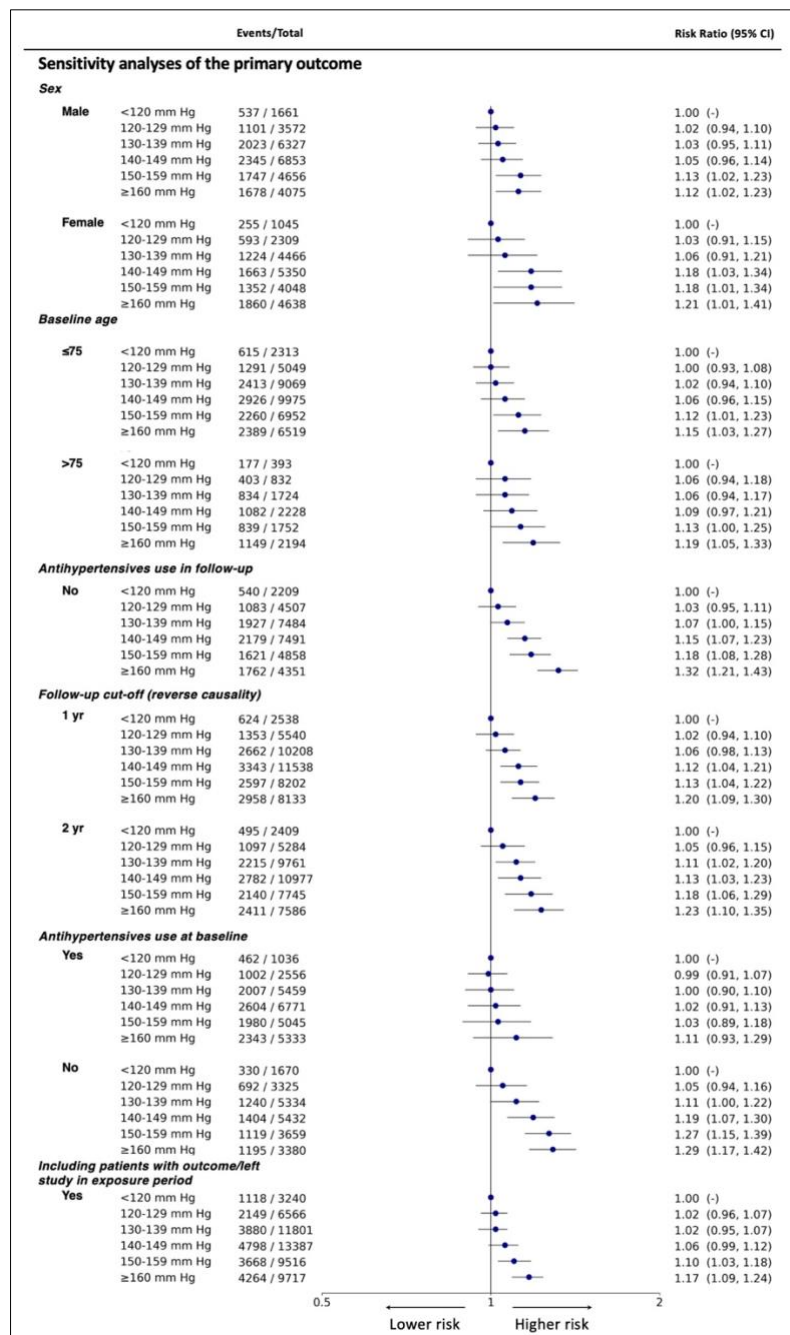 Events/Total Risk Ratio (95% CI)
Sensitivity analyses of the primary outcome
Sex
Male <120 mm Hg 537 / 1661 1.00 (-)
120-129 mm Hg 1101 / 3572 1.02 (0.94, 1.10)
130-139 mm Hg 2023 / 6327 1.03 (0.95, 1.11)
140-149 mm Hg 2345 / 6853 1.05 (0.96, 1.14)
150-159 mm Hg 1747 / 4656 1.13 (1.02, 1.23)
≥160 mm Hg 1678 / 4075 1.12 (1.02, 1.23)
Female <120 mm Hg 255 / 1045 1.00 (-)
120-129 mm Hg 593 / 2309 1.03 (0.91, 1.15)
130-139 mm Hg 1224 / 4466 1.06 (0.91, 1.21)
140-149 mm Hg 1663 / 5350 1.18 (1.03, 1.34)
150-159 mm Hg 1352 / 4048 1.18 (1.01, 1.34)
≥160 mm Hg 1860 / 4638 1.21 (1.01, 1.41)
Baseline age
≤75 <120 mm Hg 615 / 2313 1.00 (-)
120-129 mm Hg 1291 / 5049 1.00 (0.93, 1.08)
130-139 mm Hg 2413 / 9069 1.02 (0.94, 1.10)
140-149 mm Hg 2926 / 9975 1.06 (0.96, 1.15)
150-159 mm Hg 2260 / 6952 1.12 (1.01, 1.23)
≥160 mm Hg 2389 / 6519 1.15 (1.03, 1.27)
>75 <120 mm Hg 177 / 393 1.00 (-)
120-129 mm Hg 403 / 832 1.06 (0.94, 1.18)
130-139 mm Hg 834 / 1724 1.06 (0.94, 1.17)
140-149 mm Hg 1082 / 2228 1.09 (0.97, 1.21)
150-159 mm Hg 839 / 1752 1.13 (1.00, 1.25)
≥160 mm Hg 1149 / 2194 1.19 (1.05, 1.33)
Antihypertensives use in follow-up
No <120 mm Hg 540 / 2209 1.00 (-)
120-129 mm Hg 1083 / 4507 1.03 (0.95, 1.11)
130-139 mm Hg 1927 / 7484 1.07 (1.00, 1.15)
140-149 mm Hg 2179 / 7491 1.15 (1.07, 1.23)
150-159 mm Hg 1621 / 4858 1.18 (1.08, 1.28)
≥160 mm Hg 1762 / 4351 1.32 (1.21, 1.43)
Follow-up cut-off (reverse causality)
1 yr <120 mm Hg 624 / 2538 1.00 (-)
120-129 mm Hg 1353 / 5540 1.02 (0.94, 1.10)
130-139 mm Hg 2662 / 10208 1.06 (0.98, 1.13)
140-149 mm Hg 3343 / 11538 1.12 (1.04, 1.21)
150-159 mm Hg 2597 / 8202 1.13 (1.04, 1.22)
≥160 mm Hg 2958 / 8133 1.20 (1.09, 1.30)
2 yr <120 mm Hg 495 / 2409 1.00 (-)
120-129 mm Hg 1097 / 5284 1.05 (0.96, 1.15)
130-139 mm Hg 2215 / 9761 1.11 (1.02, 1.20)
140-149 mm Hg 2782 / 10977 1.13 (1.03, 1.23)
150-159 mm Hg 2140 / 7745 1.18 (1.06, 1.29)
≥160 mm Hg 2411 / 7586 1.23 (1.10, 1.35)
Antihypertensives use at baseline
Yes <120 mm Hg 462 / 1036 1.00 (-)
120-129 mm Hg 1002 / 2556 0.99 (0.91, 1.07)
130-139 mm Hg 2007 / 5459 1.00 (0.90, 1.10)
140-149 mm Hg 2604 / 6771 1.02 (0.91, 1.13)
150-159 mm Hg 1980 / 5045 1.03 (0.89, 1.18)
≥160 mm Hg 2343 / 5333 1.11 (0.93, 1.29)
No <120 mm Hg 330 / 1670 1.00 (-)
120-129 mm Hg 692 / 3325 1.05 (0.94, 1.16)
130-139 mm Hg 1240 / 5334 1.11 (1.00, 1.22)
140-149 mm Hg 1404 / 5432 1.19 (1.07, 1.30)
150-159 mm Hg 1119 / 3659 1.27 (1.15, 1.39)
≥160 mm Hg 1195 / 3380 1.29 (1.17, 1.42)
Including patients with outcome/left
study in exposure period
Yes <120 mm Hg 1118 / 3240 1.00 (-)
120-129 mm Hg 2149 / 6566 1.02 (0.96, 1.07)
130-139 mm Hg 3880 / 11801 1.02 (0.95, 1.07)
140-149 mm Hg 4798 / 13387 1.06 (0.99, 1.12)
150-159 mm Hg 3668 / 9516 1.10 (1.03, 1.18)
≥160 mm Hg 4264 / 9717 1.17 (1.09, 1.24)
0.5 1 2
Lower risk Higher risk